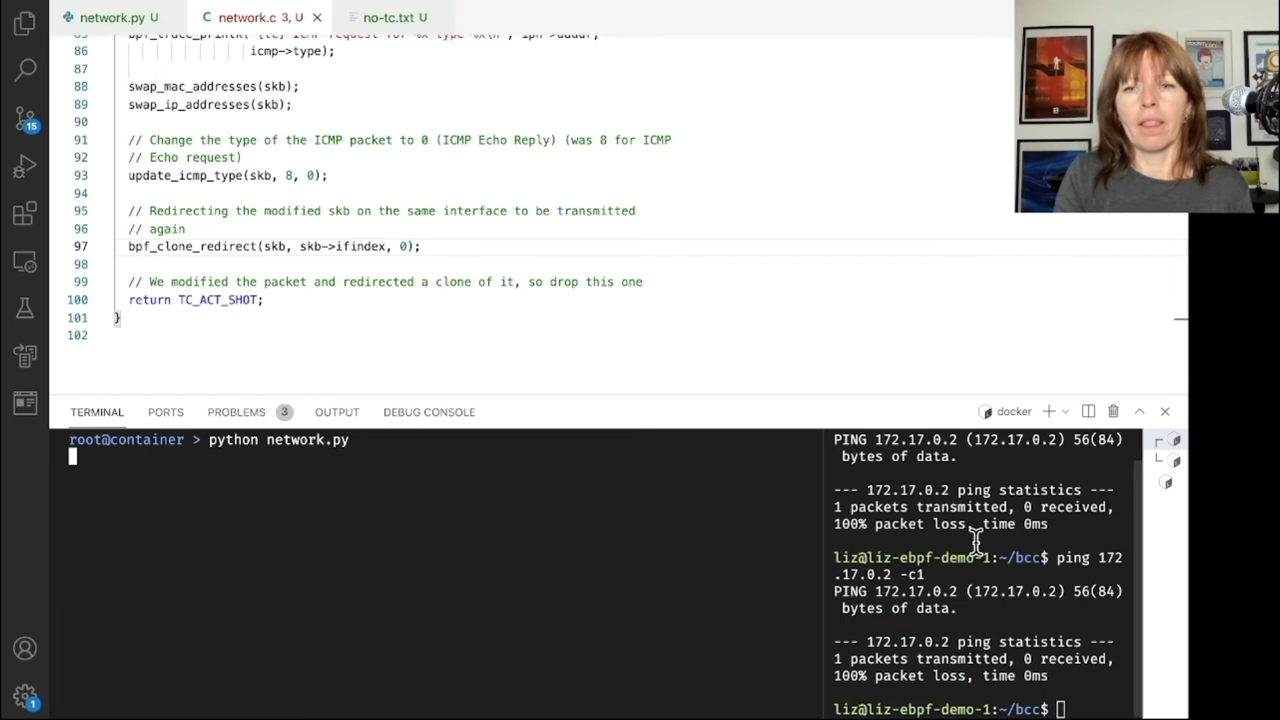 network.py U
C network.c 3, U
no-tc.txt U
86 icmp->type);
87
88 swap_mac_addresses(skb);
89 swap_ip_addresses(skb);
90
91 // Change the type of the ICMP packet to 0 (ICMP Echo Reply) (was 8 for ICMP
92 // Echo request)
93 update_icmp_type(skb, 8, 0);
94
95 // Redirecting the modified skb on the same interface to be transmitted
96 // again
97 bpf_clone_redirect(skb, skb->ifindex, 0);
98
99 // We modified the packet and redirected a clone of it, so drop this one
100 return TC_ACT_SHOT;
101 }
102
15
TERMINAL PORTS PROBLEMS 3 OUTPUT DEBUG CONSOLE
docker
root@container > python network.py
PING 172.17.0.2 (172.17.0.2) 56(84)
bytes of data.
--- 172.17.0.2 ping statistics ---
1 packets transmitted, 0 received,
100% packet loss, time 0ms
liz@liz-ebpf-demo-1:~/bcc$ ping 172
.17.0.2 -c1
PING 172.17.0.2 (172.17.0.2) 56(84)
bytes of data.
--- 172.17.0.2 ping statistics ---
1 packets transmitted, 0 received,
100% packet loss, time 0ms
liz@liz-ebpf-demo-1:~/bcc$
1